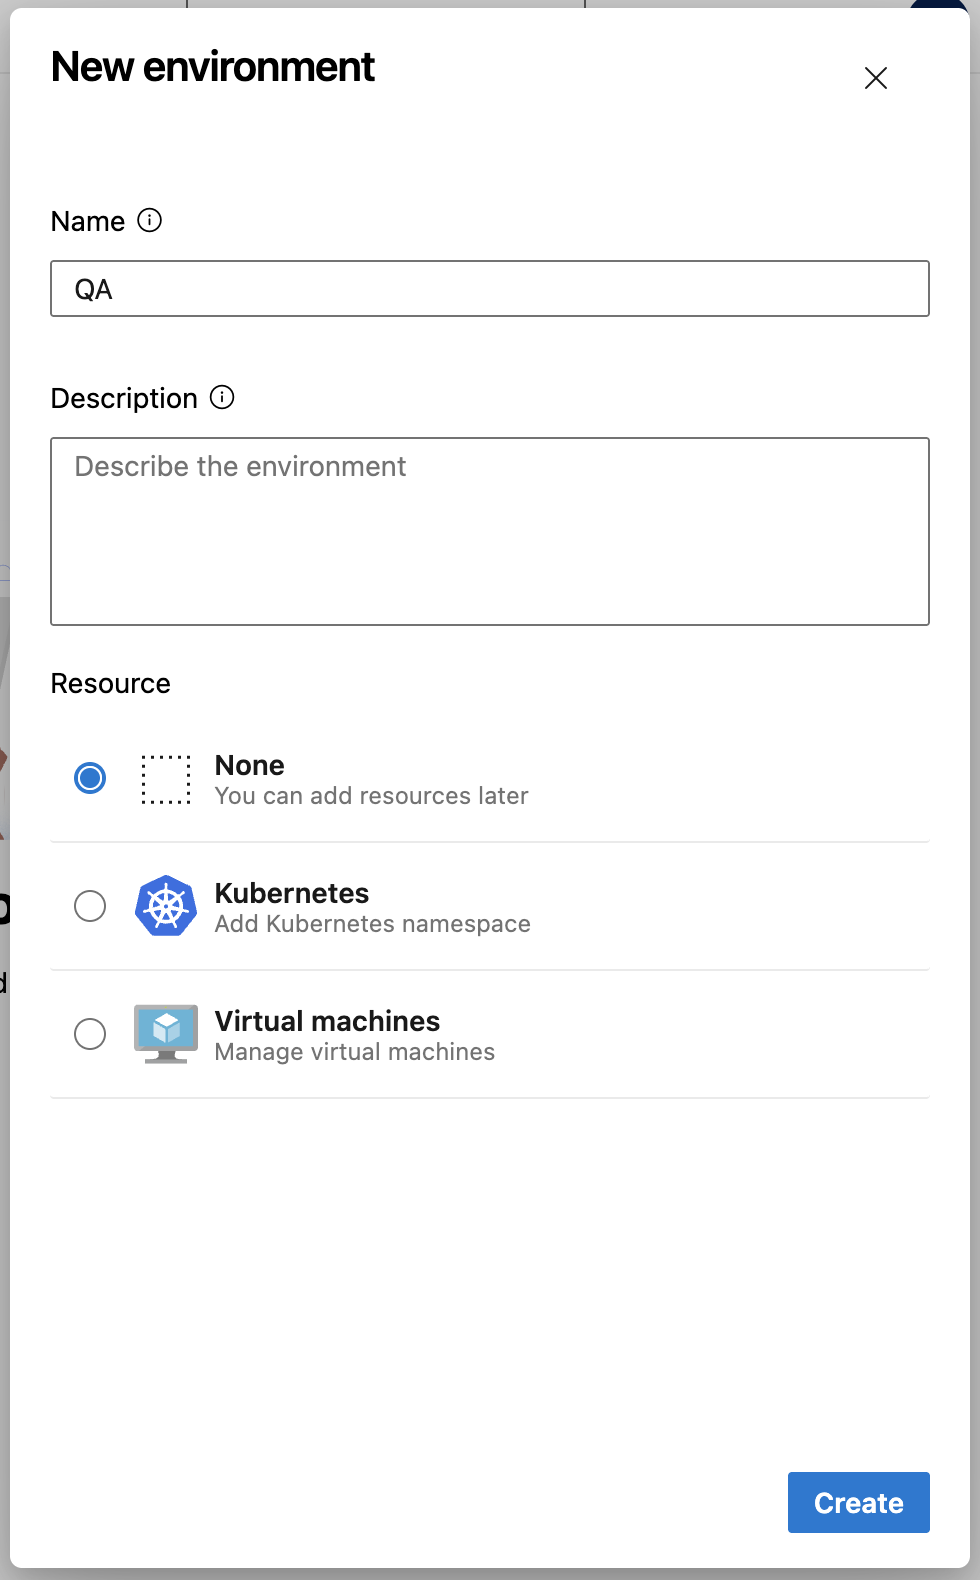 New environment
Name
QA
Description
Describe the environment
Resource
None
You can add resources later
Kubernetes
Add Kubernetes namespace
Virtual machines
Manage virtual machines
Create